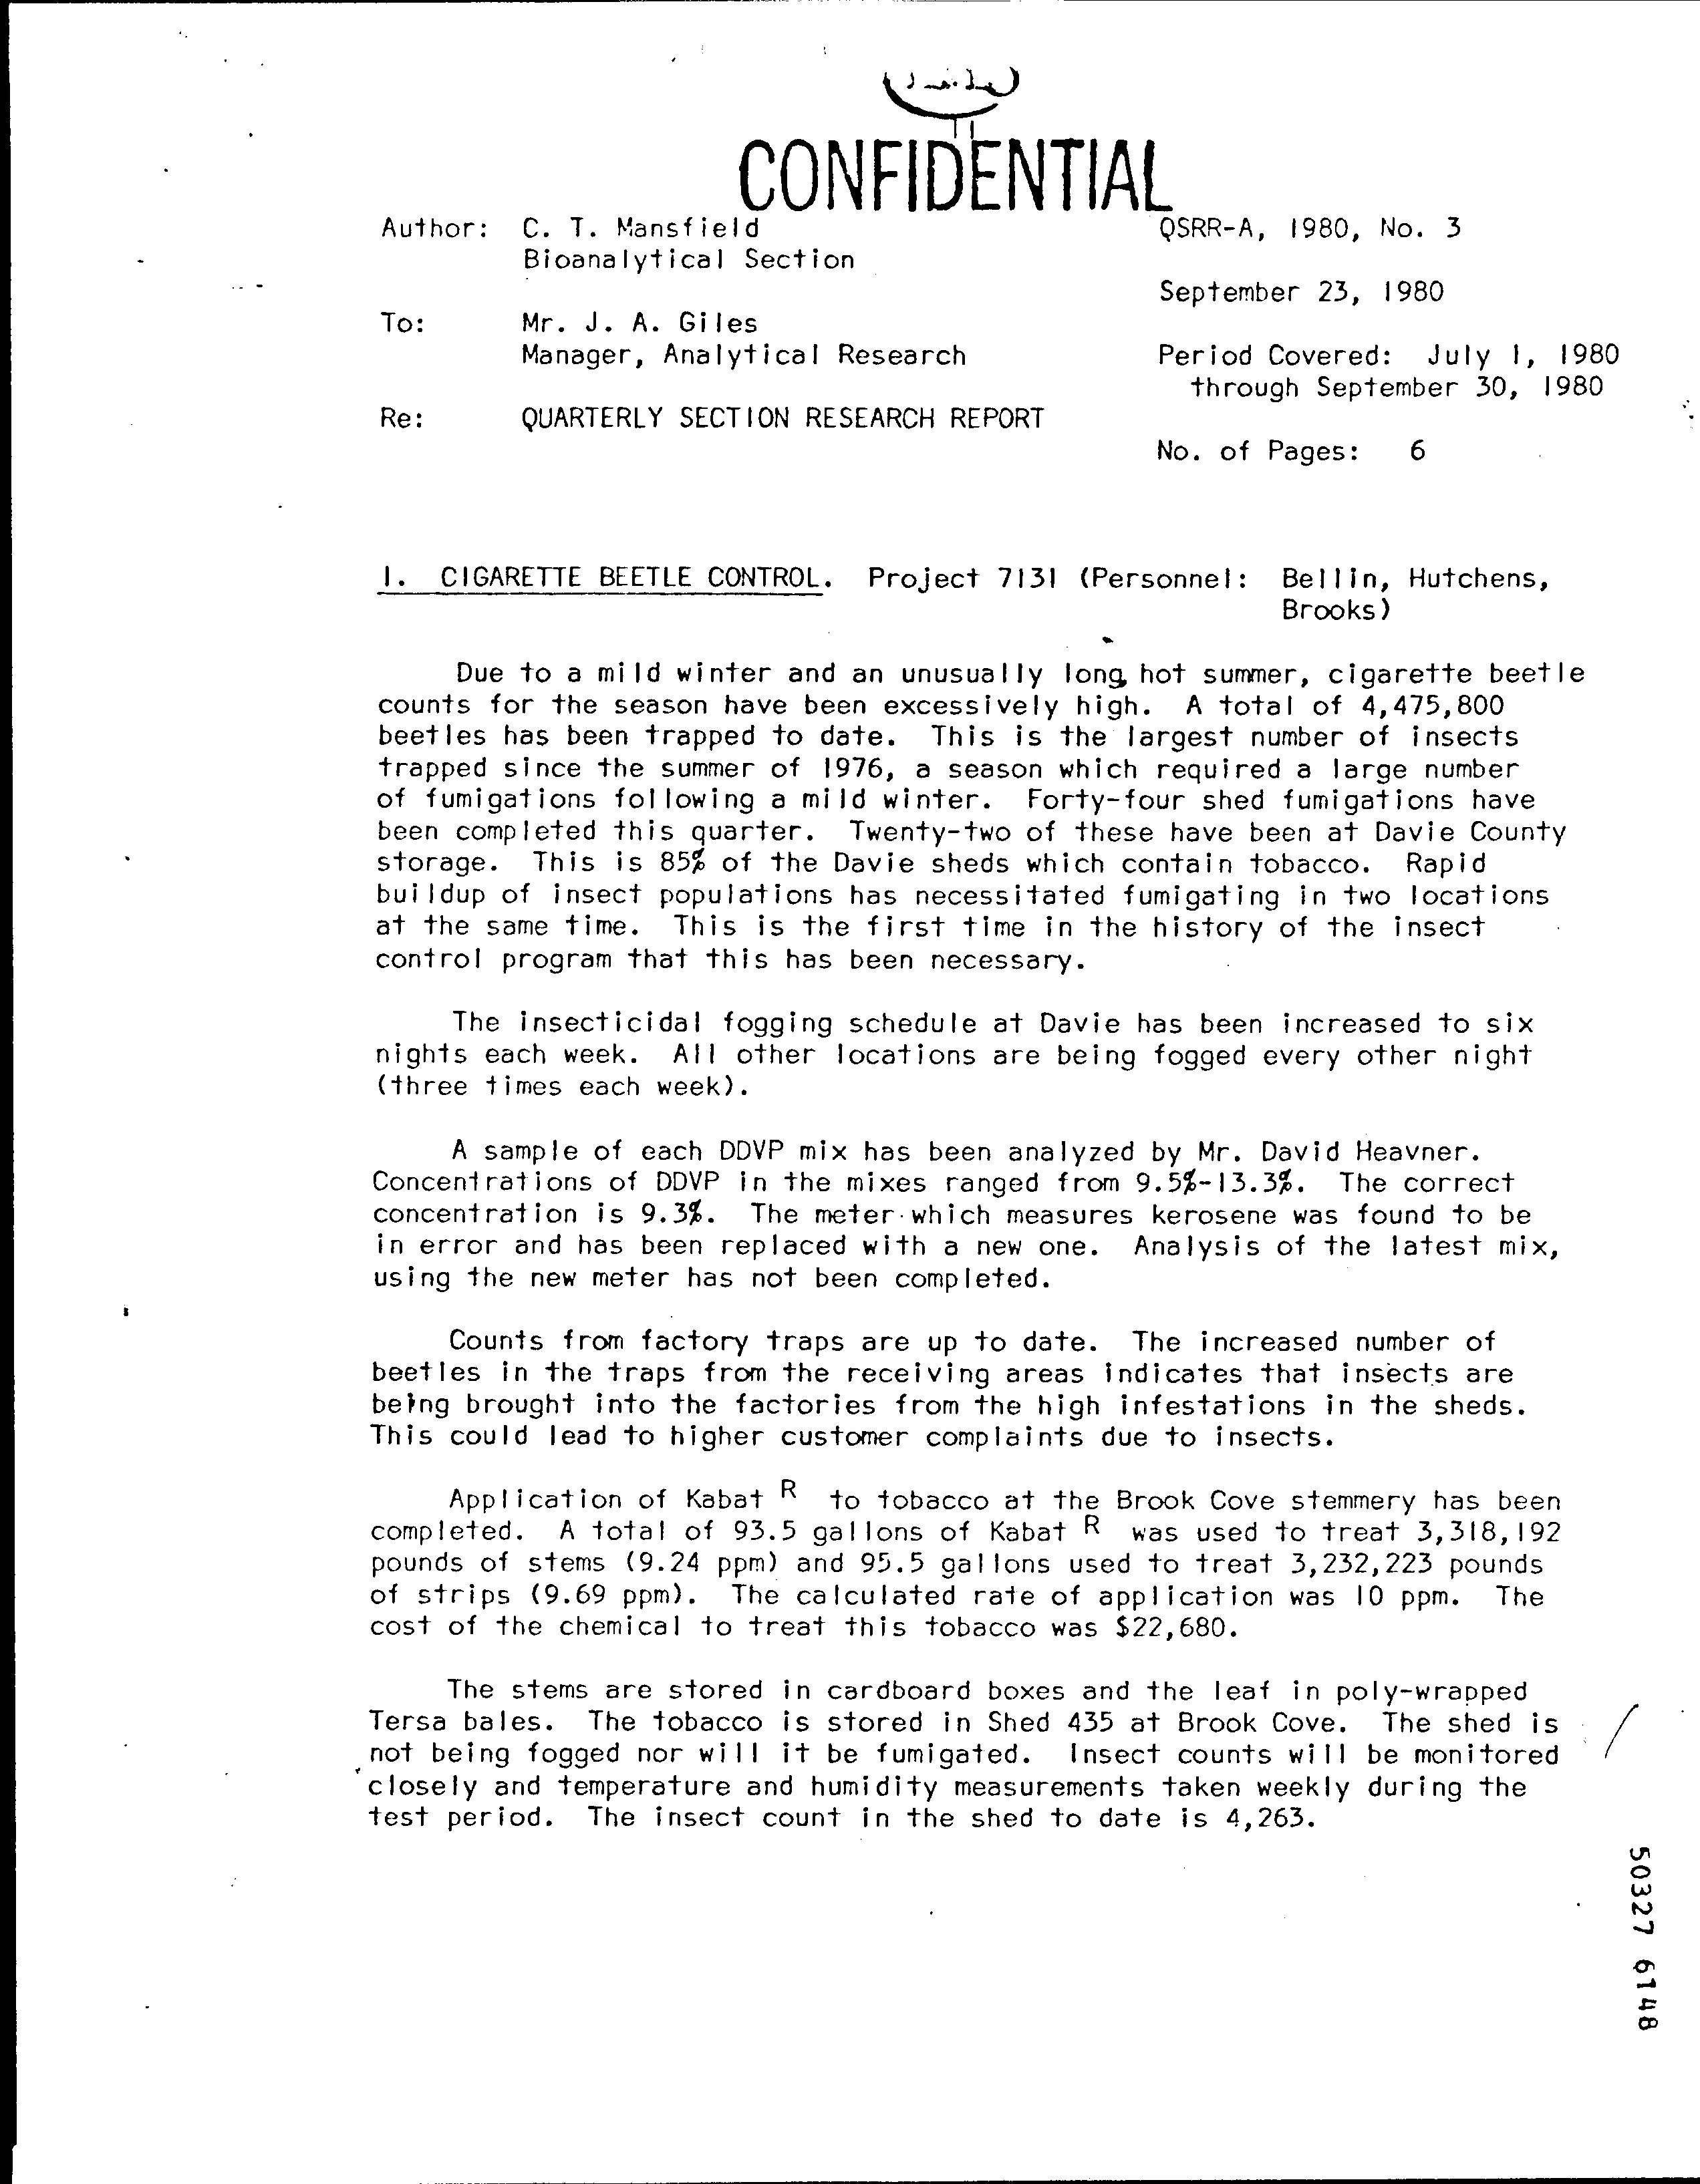 CONFIDENTIAL
Author: C. T. Mansfield
Bioanalytical Section
QSRR-A, 1980, No. 3
September 23, 1980
To: Mr. J. A. Giles
Manager, Analytical Research
Period Covered: July 1, 1980
through September 30, 1980
Re: QUARTERLY SECTION RESEARCH REPORT
No. of Pages: 6
I. CIGARETTE BEETLE CONTROL. Project 7131 (Personnel: Bellin, Hutchens,
Brooks)
Due to a mild winter and an unusually long, hot summer, cigarette beetle
counts for the season have been excessively high. A total of 4,475,800
beetles has been trapped to date. This is the largest number of insects
trapped since the summer of 1976, a season which required a large number
of fumigations following a mild winter. Forty-four shed fumigations have
been completed this quarter. Twenty-two of these have been at Davie County
storage. This is 85% of the Davie sheds which contain tobacco. Rapid
buildup of insect populations has necessitated fumigating in two locations
at the same time. This is the first time in the history of the insect
control program that this has been necessary.
The insecticidal fogging schedule at Davie has been increased to six
nights each week. All other locations are being fogged every other night
(three times each week).
A sample of each DDVP mix has been analyzed by Mr. David Heavner.
Concentrations of DDVP in the mixes ranged from 9.5%-13.3%. The correct
concentration is 9.3%. The meter which measures kerosene was found to be
in error and has been replaced with a new one. Analysis of the latest mix,
using the new meter has not been completed.
Counts from factory traps are up to date. The increased number of
beetles in the traps from the receiving areas indicates that insects are
being brought into the factories from the high infestations in the sheds.
This could lead to higher customer complaints due to insects.
Application of Kabat R to tobacco at the Brook Cove stemmery has been
completed. A total of 93.5 gallons of Kabat R was used to treat 3,318,192
pounds of stems (9.24 ppm) and 95.5 gallons used to treat 3,232,223 pounds
of strips (9.69 ppm). The calculated rate of application was 10 ppm. The
cost of the chemical to treat this tobacco was $22,680.
The stems are stored in cardboard boxes and the leaf in poly-wrapped
Tersa bales. The tobacco is stored in Shed 435 at Brook Cove. The shed is
not being fogged nor will it be fumigated. Insect counts will be monitored
closely and temperature and humidity measurements taken weekly during the
test period. The insect count in the shed to date is 4,263.
50327 6148